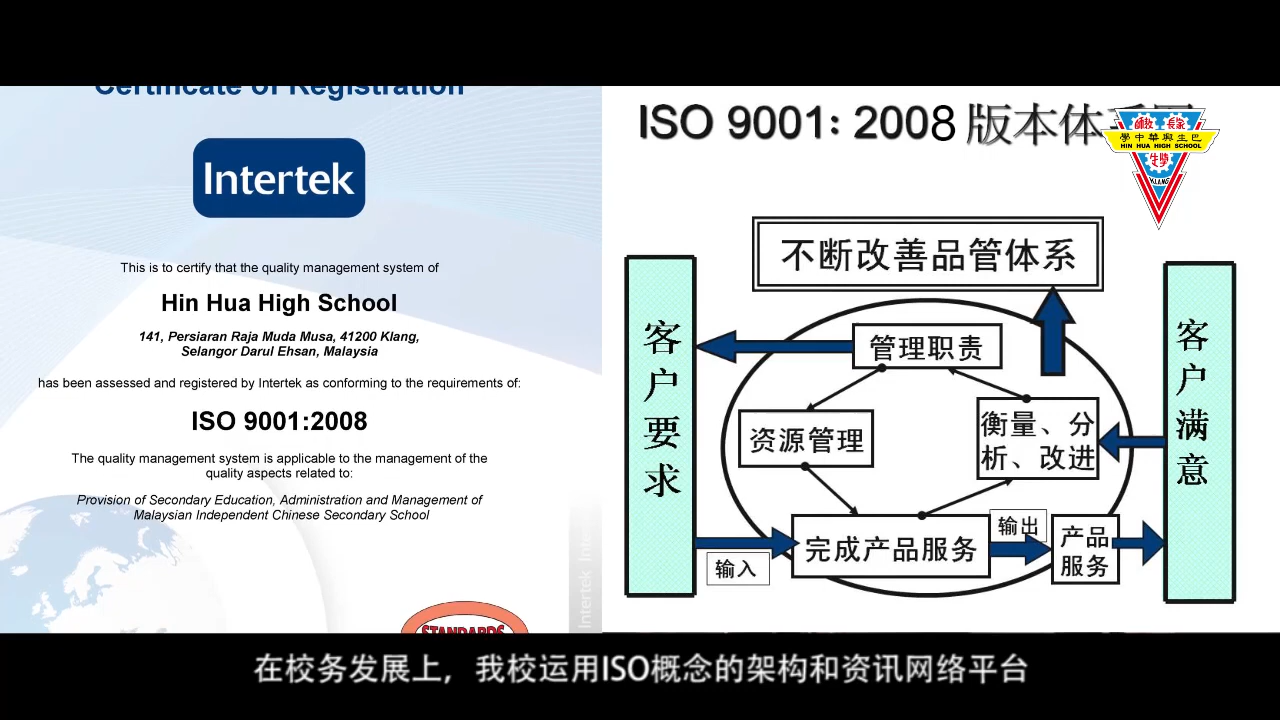 Certificate of Registration
Intertek
This is to certify that the quality management system of
Hin Hua High School
141, Persiaran Raja Muda Musa, 41200 Klang,
Selangor Darul Ehsan, Malaysia
has been assessed and registered by Intertek as conforming to the requirements of:
ISO 9001:2008
The quality management system is applicable to the management of the
quality aspects related to:
Provision of Secondary Education, Administration and Management of
Malaysian Independent Chinese Secondary School
Intertek
STANDARDS
ISO 9001: 2008 版本体
學中華興生巴
HIN HUA HIGH SCHOOL
KLANG
不断改善品管体系
客户要求
管理职责
资源管理
衡量、分
析、改进
客户满意
完成产品服务
输入
输出
产品
服务
在校务发展上，我校运用ISO概念的架构和资讯网络平台